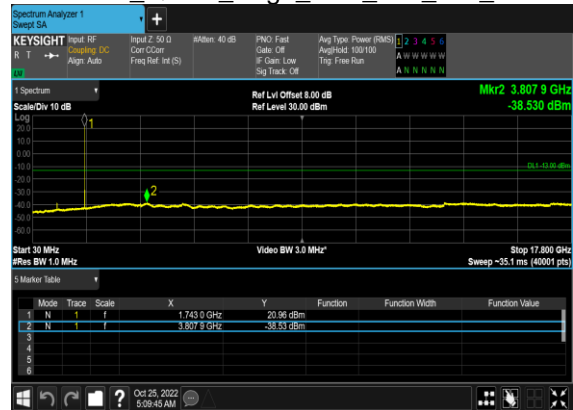 Spectrum Analyzer 1
Swept SA
+
KEYSIGHT Input: RF Input Z: 50 Ω #Atten: 40 dB PNO: Fast Avg Type: Power (RMS) 1 2 3 4 5 6
R T Coupling: DC Corr CCorr Gate: Off Avg|Hold: 100/100 A W W W W W
Align: Auto Freq Ref: Int (S) IF Gain: Low Trig: Free Run
Sig Track: Off A N N N N N
1 Spectrum Ref Lvl Offset 8.00 dB Mkr2 3.807 9 GHz
Scale/Div 10 dB Ref Level 30.00 dBm -38.530 dBm
Log
1
20.0
10.0
0.00
-10.0
DL1 -13.00 dBm
-20.0
-30.0
2
-40.0
-50.0
-60.0
Start 30 MHz Video BW 3.0 MHz* Stop 17.800 GHz
#Res BW 1.0 MHz Sweep ~35.1 ms (40001 pts)
5 Marker Table
Mode Trace Scale X Y Function Function Width Function Value
1 N 1 f 1.743 0 GHz 20.96 dBm
2 N 1 f 3.807 9 GHz -38.53 dBm
3
4
5
6
? Oct 25, 2022
5:09:45 AM